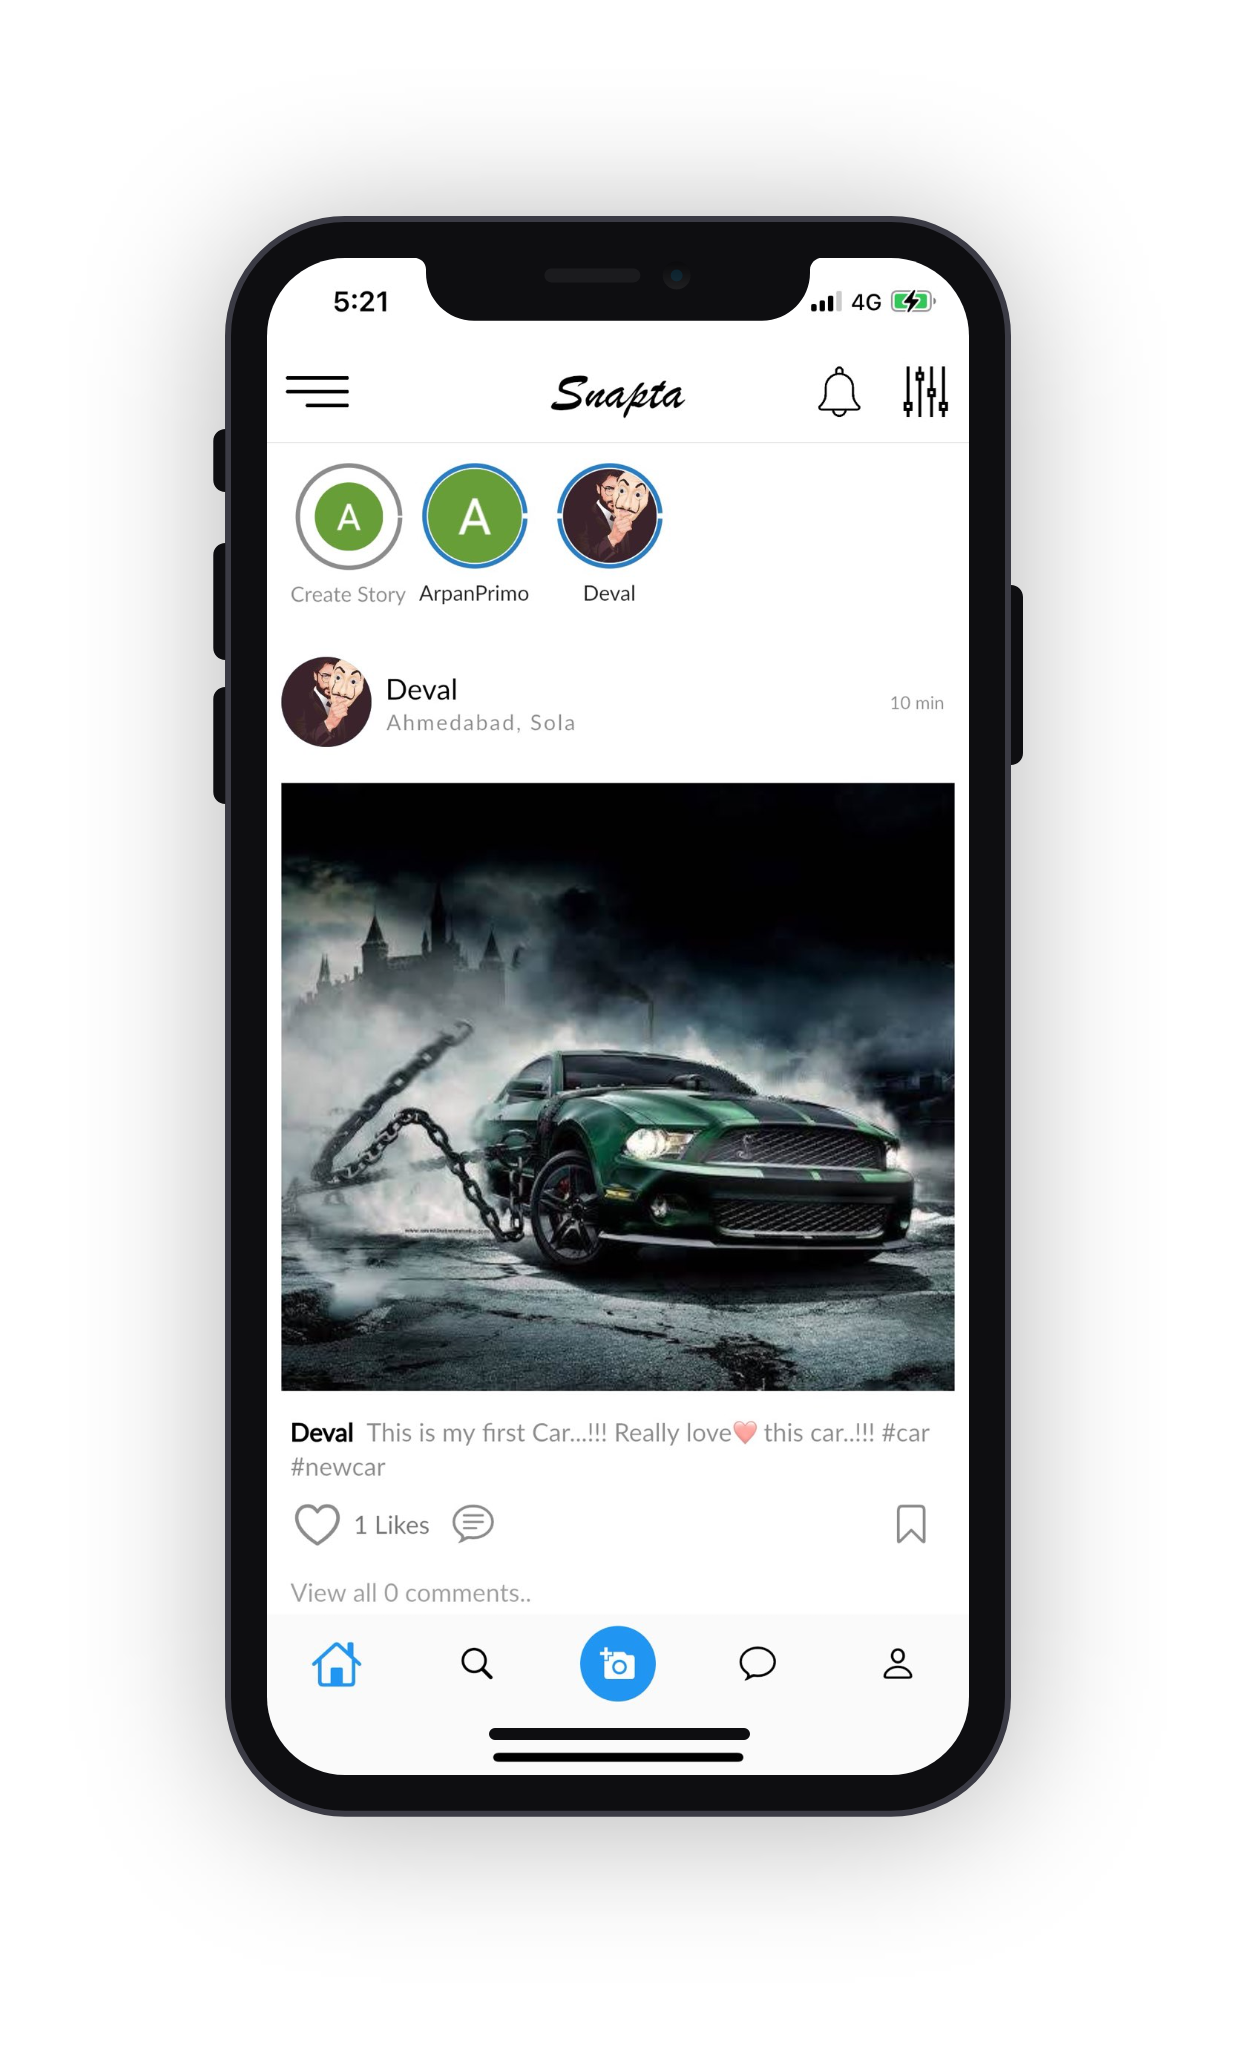 5:21
4G
Snapta
A
A
Create Story
ArpanPrimo
Deval
Deval
10 min
Ahmedabad, Sola
Deval This is my first Car...!!! Really love❤️ this car..!!! #car
#newcar
1 Likes
View all 0 comments..